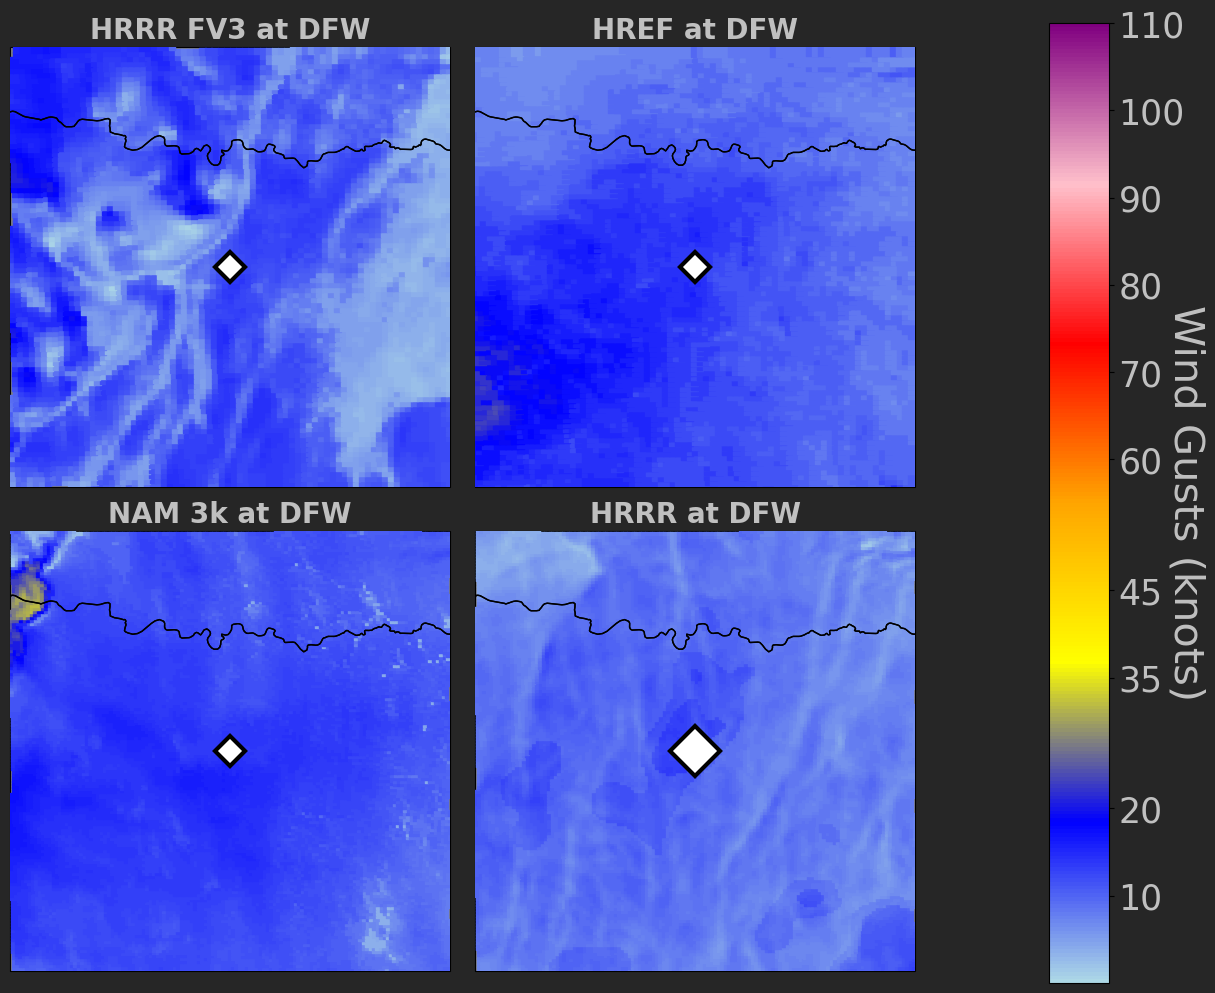 HRRR FV3 at DFW
HREF at DFW
NAM 3k at DFW
HRRR at DFW
110
100
90
80
70
60
45
35
20
10
Wind Gusts (knots)